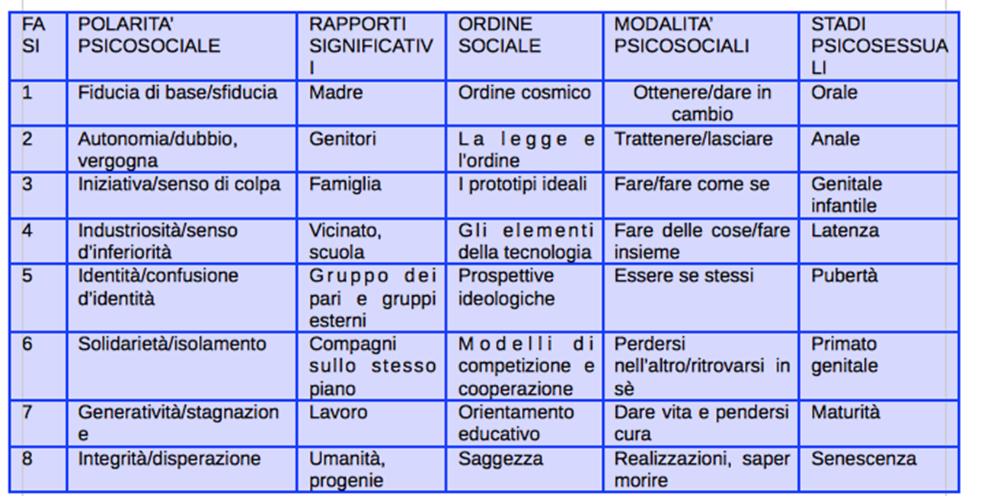 FA
SI
POLARITA'
PSICOSOCIALE
RAPPORTI
SIGNIFICATIV
I
ORDINE
SOCIALE
MODALITA'
PSICOSOCIALI
STADI
PSICOSESSUA
LI
1
Fiducia di base/sfiducia
Madre
Ordine cosmico
Ottenere/dare in
cambio
Orale
2
Autonomia/dubbio,
vergogna
Genitori
La legge e
l'ordine
Trattenere/lasciare
Anale
3
Iniziativa/senso di colpa
Famiglia
I prototipi ideali
Fare/fare come se
Genitale
infantile
4
Industriosità/senso
d'inferiorità
Vicinato,
scuola
Gli elementi
della tecnologia
Fare delle cose/fare
insieme
Latenza
5
Identità/confusione
d'identità
Gruppo dei
pari e gruppi
esterni
Prospettive
ideologiche
Essere se stessi
Pubertà
6
Solidarietà/isolamento
Compagni
sullo stesso
piano
Modelli di
competizione e
cooperazione
Perdersi
nell'altro/ritrovarsi in
sè
Primato
genitale
7
Generatività/stagnazion
e
Lavoro
Orientamento
educativo
Dare vita e pendersi
cura
Maturità
8
Integrità/disperazione
Umanità,
progenie
Saggezza
Realizzazioni, saper
morire
Senescenza